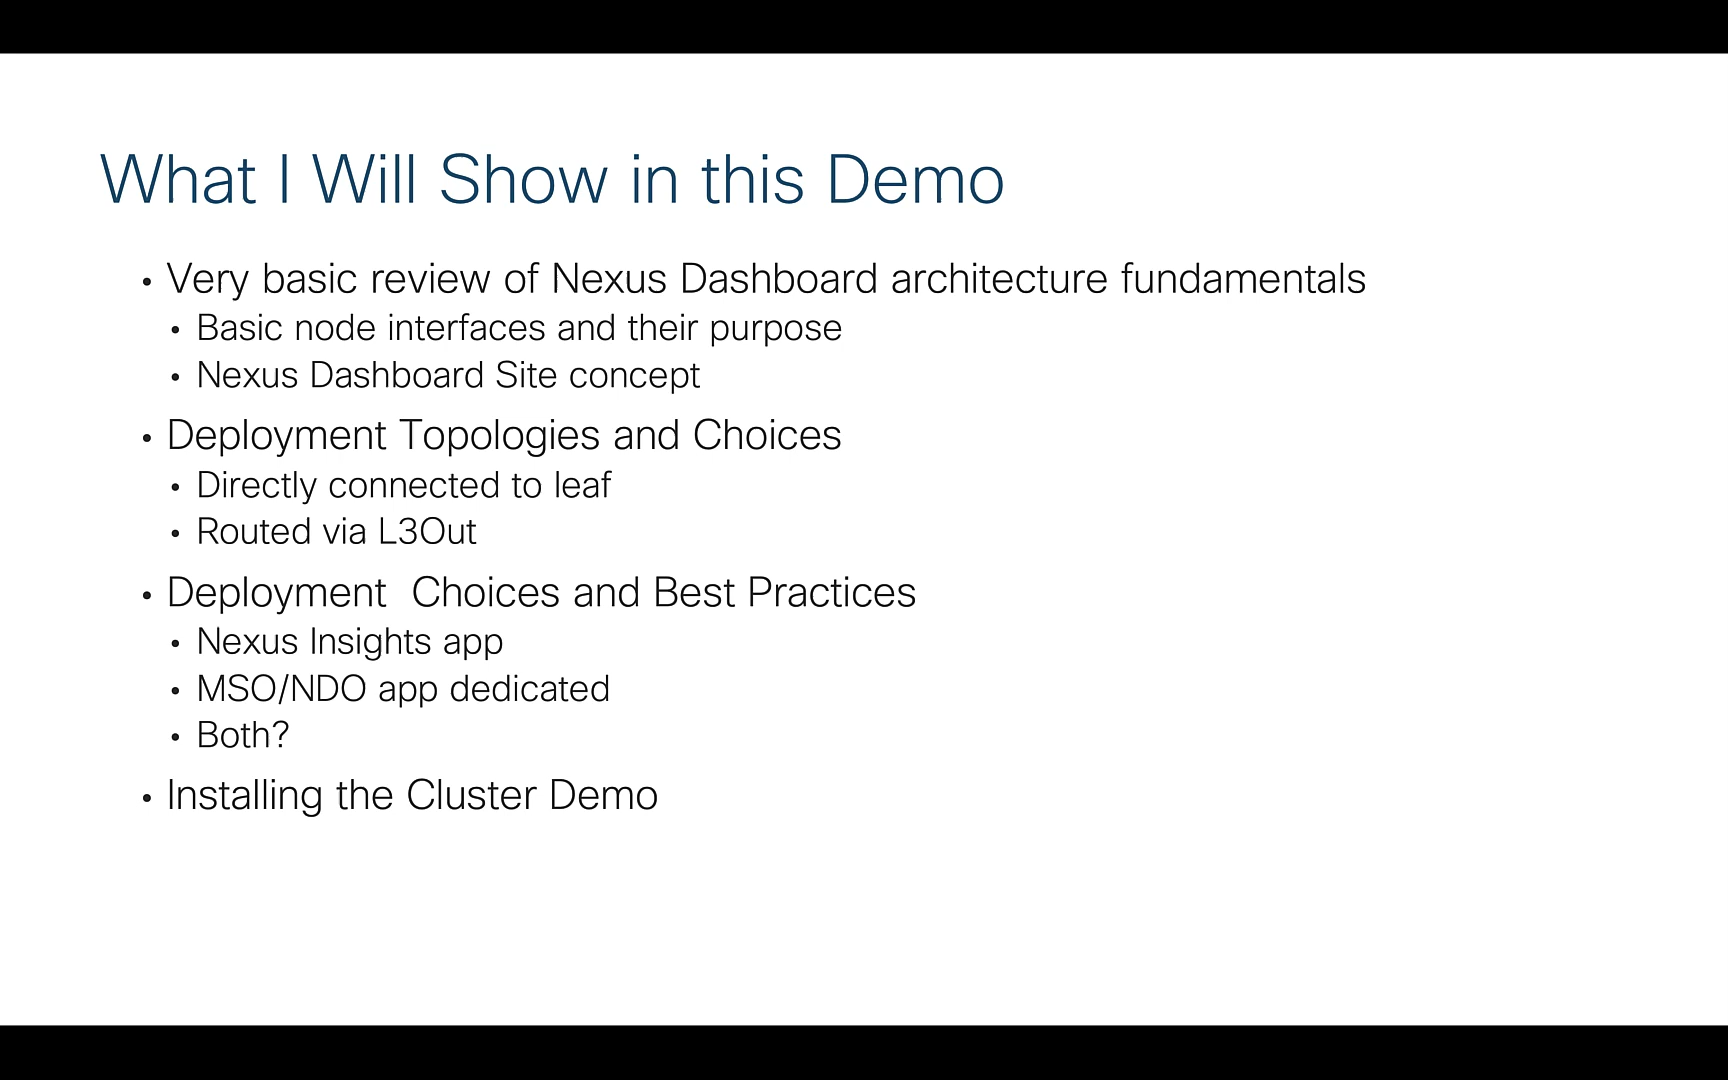 What I Will Show in this Demo
• Very basic review of Nexus Dashboard architecture fundamentals
• Basic node interfaces and their purpose
• Nexus Dashboard Site concept
• Deployment Topologies and Choices
• Directly connected to leaf
• Routed via L3Out
• Deployment  Choices and Best Practices
• Nexus Insights app
• MSO/NDO app dedicated
• Both?
• Installing the Cluster Demo